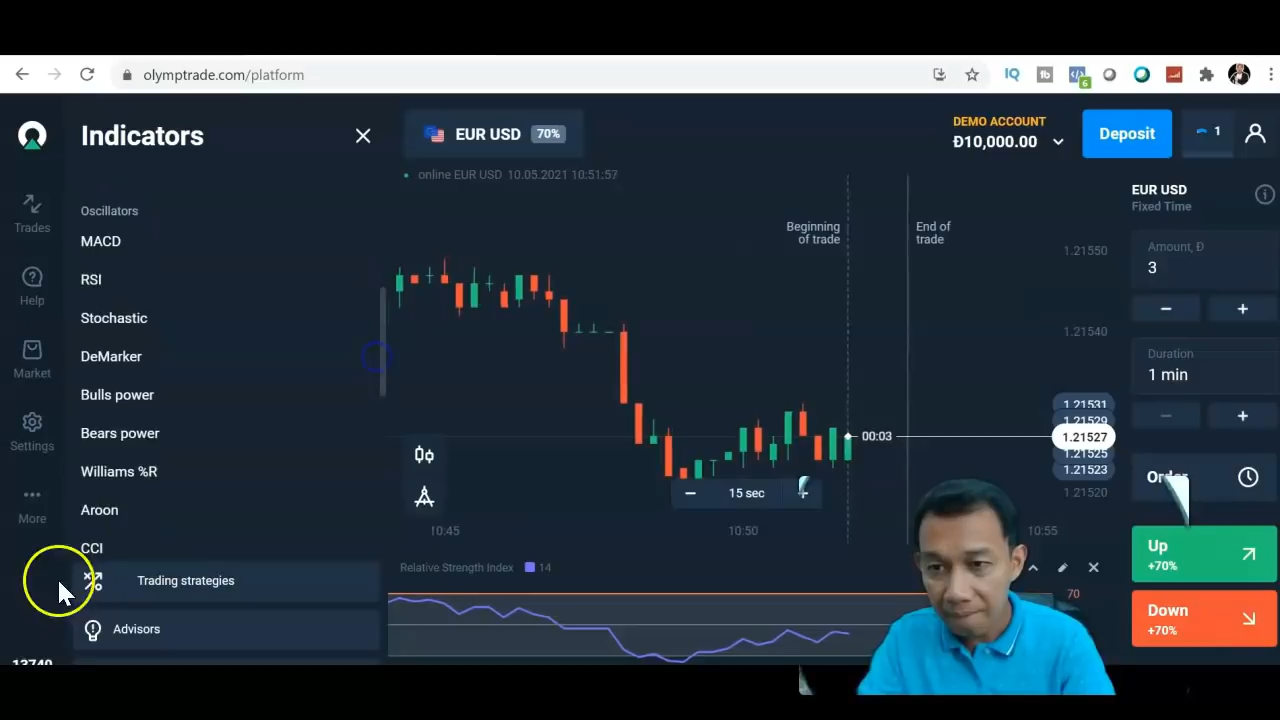 olymptrade.com/platform
6
Indicators
EUR USD 70%
DEMO ACCOUNT
Đ10,000.00
Deposit
1
online EUR USD 10.05.2021 10:51:57
EUR USD
Fixed Time
Trades
Help
Market
Settings
More
Oscillators
MACD
RSI
Stochastic
DeMarker
Bulls power
Bears power
Williams %R
Aroon
CCI
Trading strategies
Advisors
Beginning
of trade
End of
trade
1.21550
1.21540
1.21531
1.21529
1.21527
1.21525
1.21523
1.21520
00:03
15 sec
10:45
10:50
10:55
Relative Strength Index 14
70
Amount, Đ
3
Duration
1 min
Up
+70%
Down
+70%